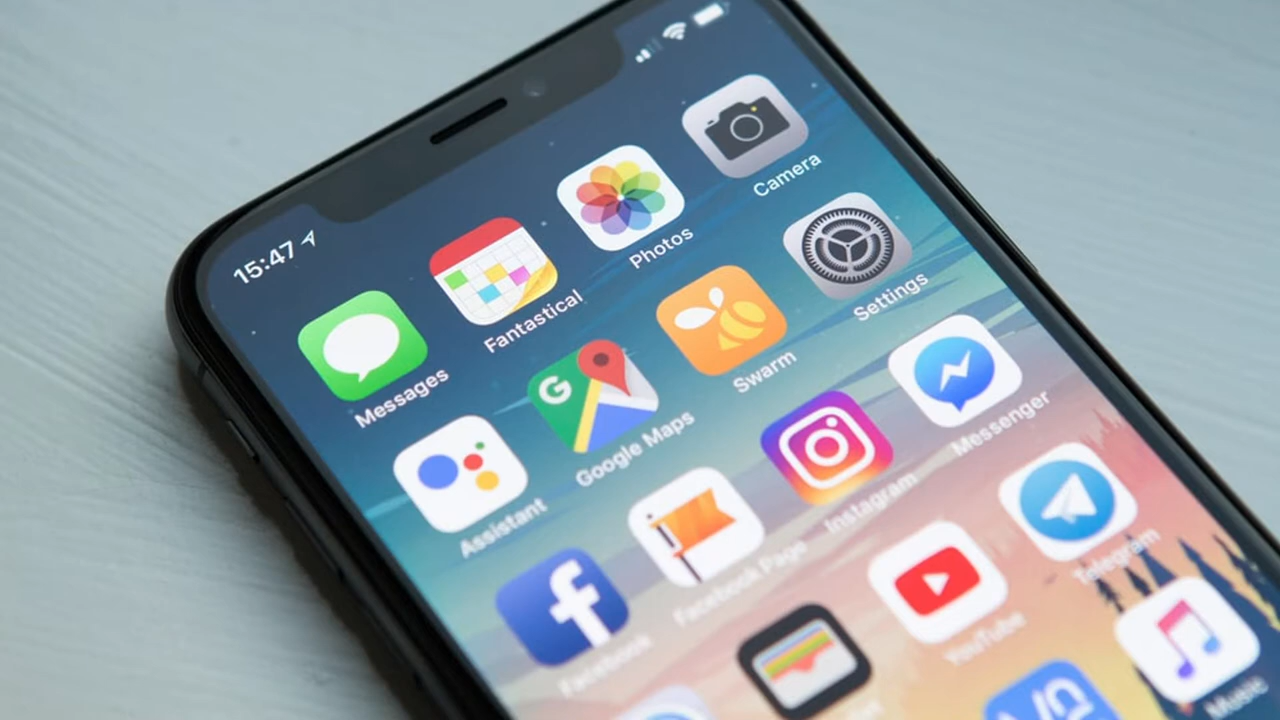 15:47
Messages
Fantastical
Photos
Camera
Assistant
G
Google Maps
Swarm
Settings
f
Facebook
Facebook Page
Instagram
Messenger
YouTube
Telegram
Music